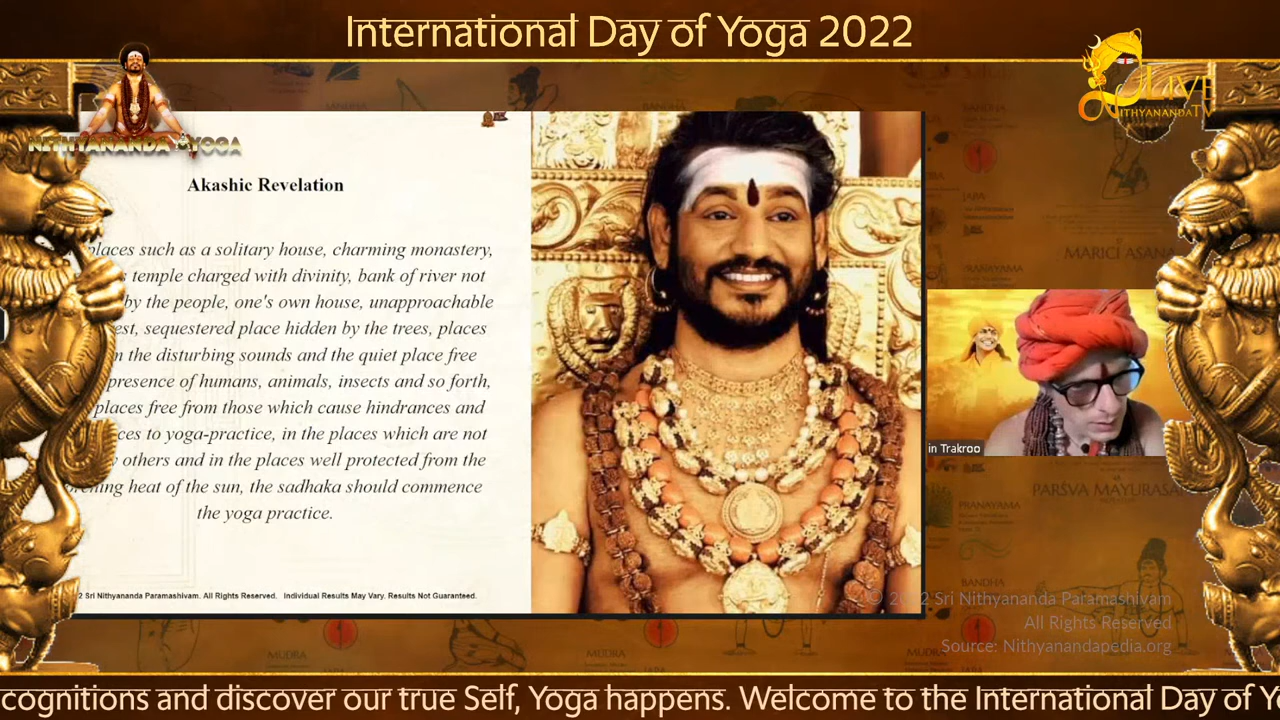 International Day of Yoga 2022
LIVE
NITHYANANDATV
NITHYANANDA YOGA
Akashic Revelation
places such as a solitary house, charming monastery,
temple charged with divinity, bank of river not
by the people, one's own house, unapproachable
sequestered place hidden by the trees, places
the disturbing sounds and the quiet place free
presence of humans, animals, insects and so forth,
places free from those which cause hindrances and
to yoga-practice, in the places which are not
others and in the places well protected from the
heat of the sun, the sadhaka should commence
the yoga practice.
2 Sri Nithyananda Paramashivam. All Rights Reserved. Individual Results May Vary. Results Not Guaranteed.
MARICI ASANA
in Trakroo
PARSVA MAYURASA
PRANAYAMA
BANDHA
MUDRA
MUDRA
Sri Nithyananda Paramashivam
All Rights Reserved
Source: Nithyanandapedia.org
cognitions and discover our true Self, Yoga happens. Welcome to the International Day of Y